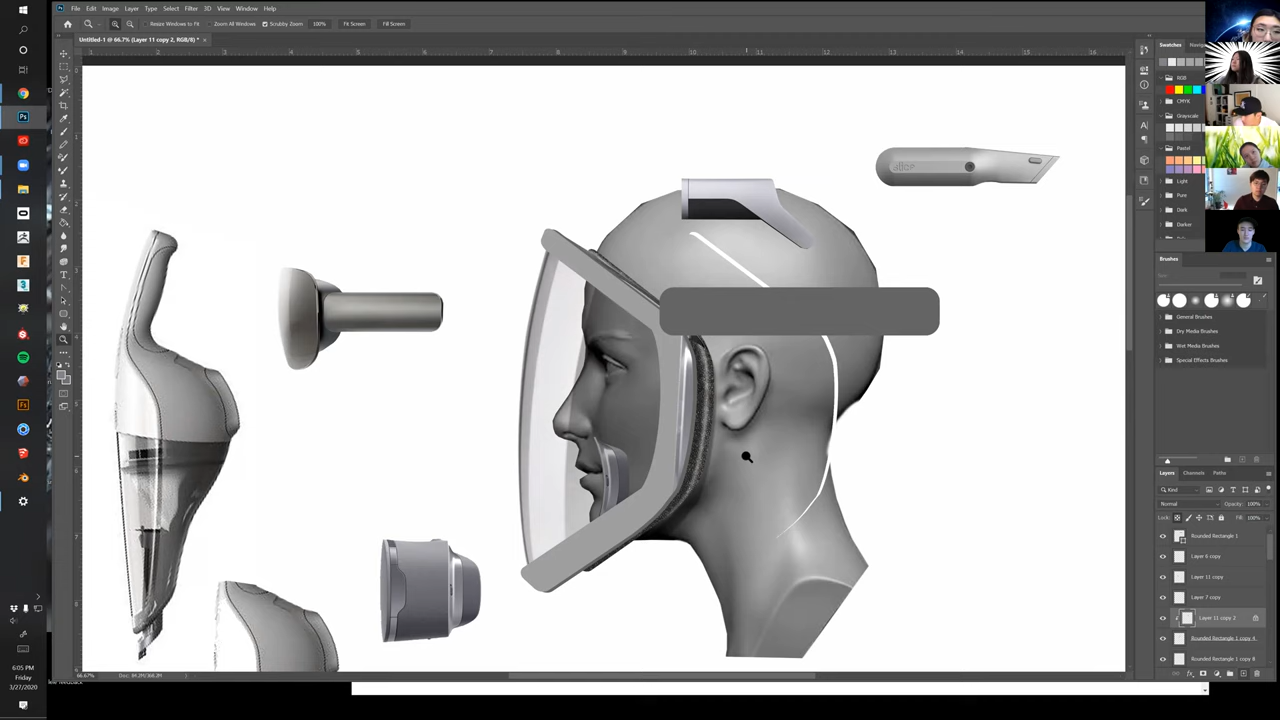 File Edit Image Layer Type Select Filter 3D View Window Help
Resize Windows to Fit Zoom All Windows Scrubby Zoom 100% Fit Screen Fill Screen
Untitled-1 @ 66.7% (Layer 11 copy 2, RGB/8) *
Swatches
RGB
CMYK
Grayscale
Pastel
Light
Pure
Dark
Darker
Brushes
General Brushes
Dry Media Brushes
Wet Media Brushes
Special Effects Brushes
Layers Channels Paths
Kind
Normal Opacity: 100%
Lock: Fill: 100%
Rounded Rectangle 1
Layer 6 copy
Layer 11 copy
Layer 7 copy
Layer 11 copy 2
Rounded Rectangle 1 copy 4
Rounded Rectangle 1 copy 8
66.67%
6:05 PM
Friday
3/27/2020